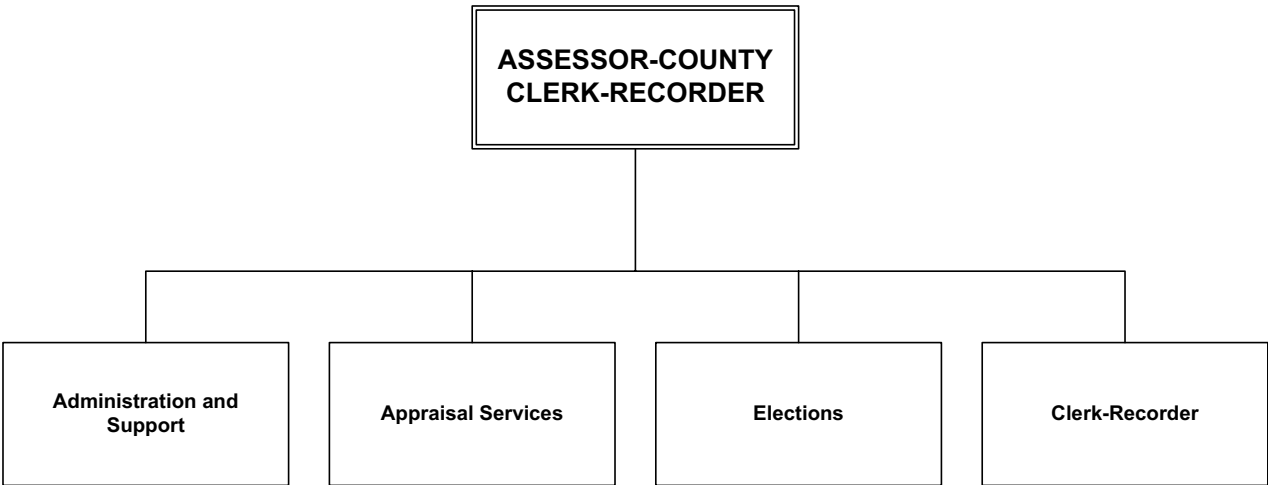 ASSESSOR-COUNTY
CLERK-RECORDER
Administration and
Support
Appraisal Services
Elections
Clerk-Recorder